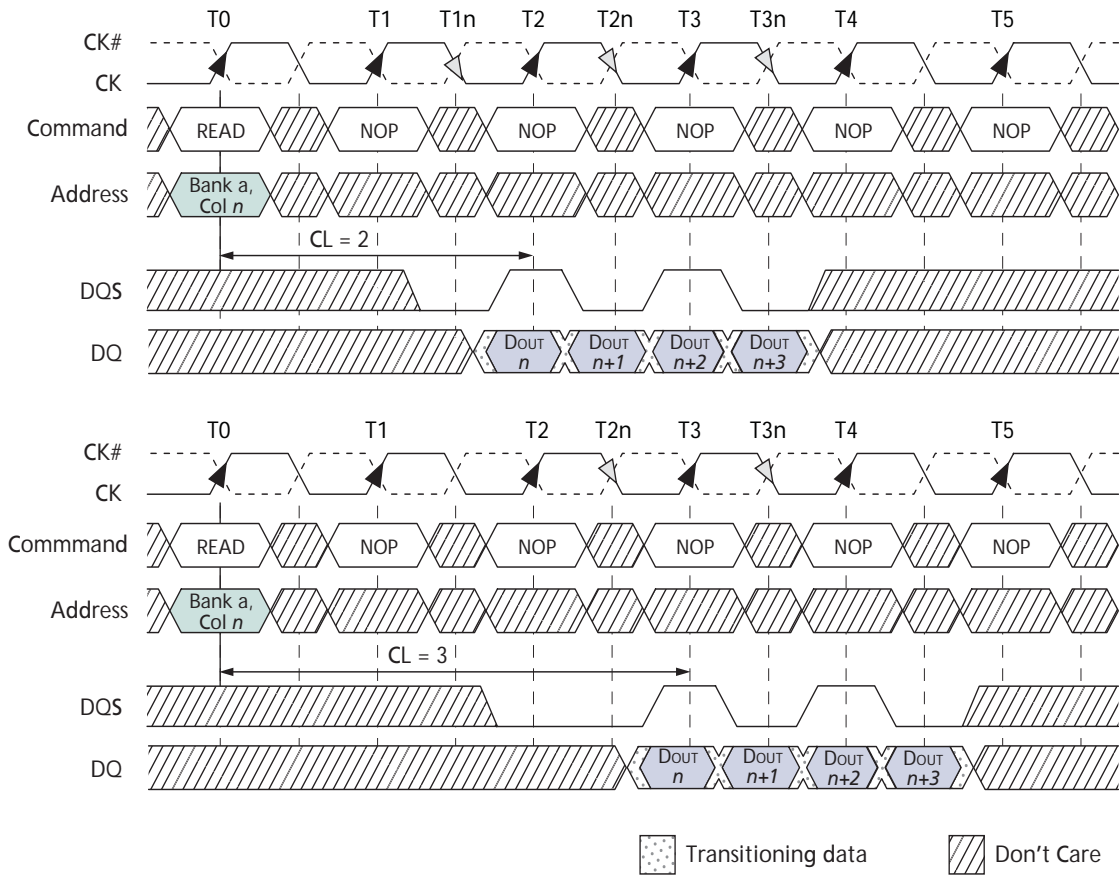 T0 T1 T1n T2 T2n T3 T3n T4 T5
CK#
CK
Command READ NOP NOP NOP NOP NOP
Address Bank a,
Col n
CL = 2
DQS
DQ DOUT n DOUT n+1 DOUT n+2 DOUT n+3
T0 T1 T2 T2n T3 T3n T4 T5
CK#
CK
Commmand READ NOP NOP NOP NOP NOP
Address Bank a,
Col n
CL = 3
DQS
DQ DOUT n DOUT n+1 DOUT n+2 DOUT n+3
Transitioning data Don't Care